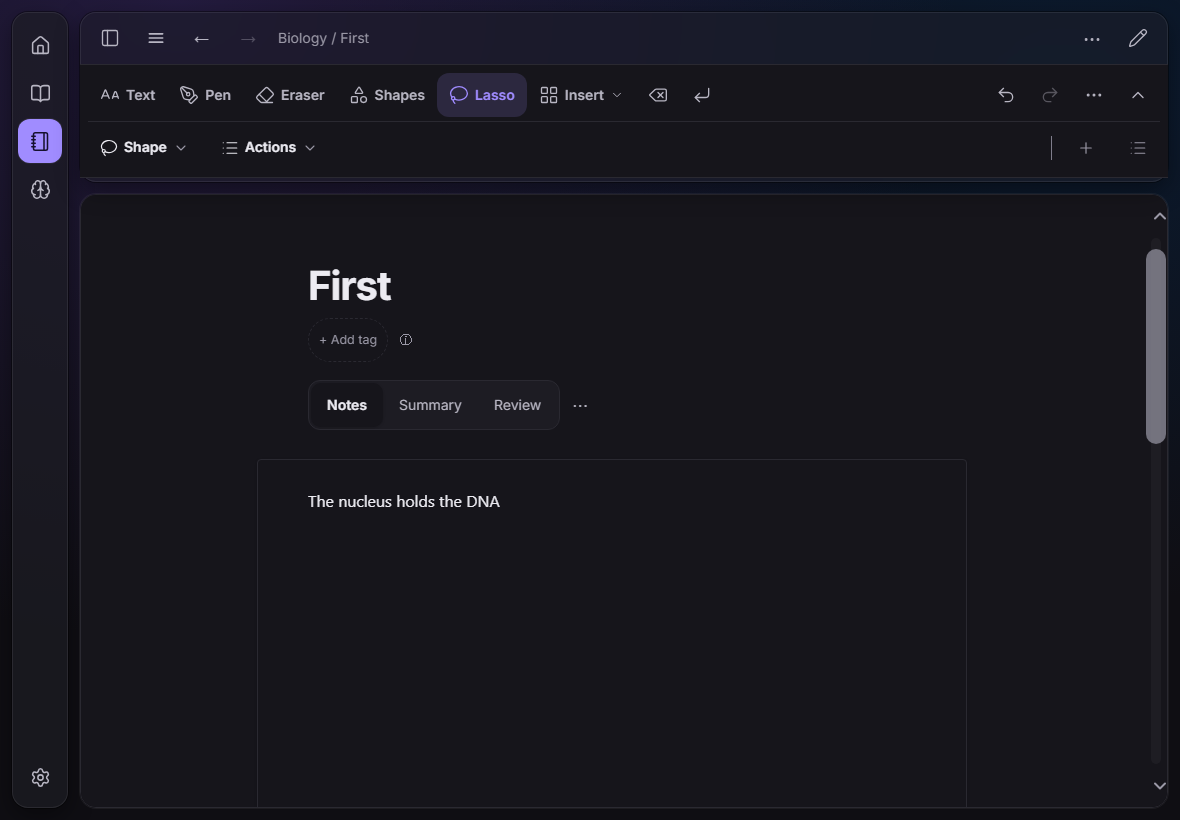 Biology / First
Text Pen Eraser Shapes Lasso Insert
Shape Actions
First
+ Add tag
Notes Summary Review
The nucleus holds the DNA